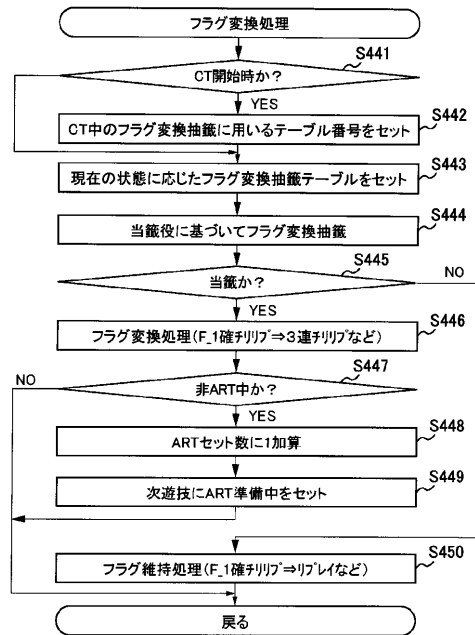 フラグ変換処理
S441
CT開始時か?
YES
S442
CT中のフラグ変換抽籤に用いるテーブル番号をセット
S443
現在の状態に応じたフラグ変換抽籤テーブルをセット
S444
当籤役に基づいてフラグ変換抽籤
S445
当籤か?
NO
YES
S446
フラグ変換処理(F_1確チリリプ⇒3連チリリプなど)
S447
NO
非ART中か?
YES
S448
ARTセット数に1加算
S449
次遊技にART準備中をセット
S450
フラグ維持処理(F_1確チリリプ⇒リプレイなど)
戻る